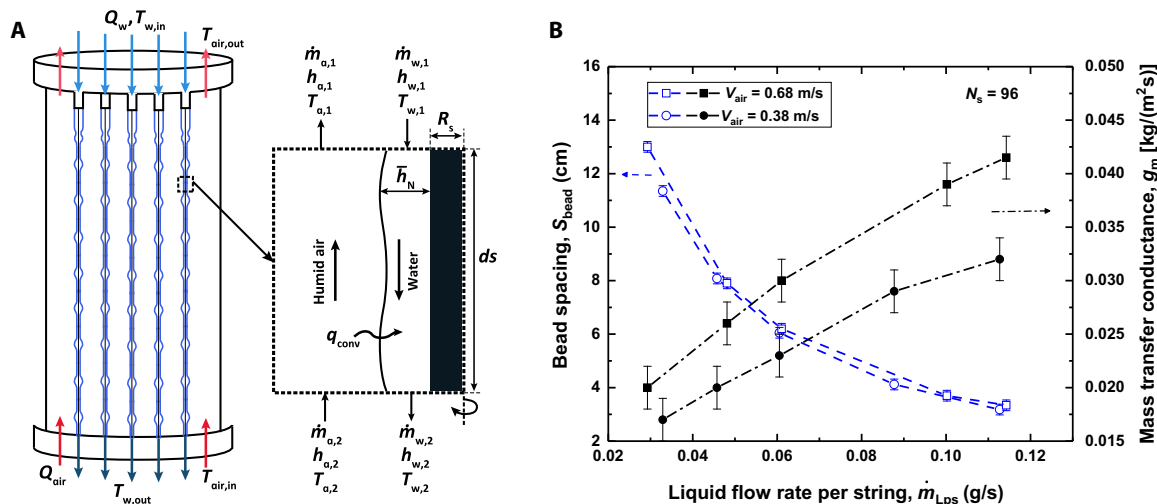 A
Q_w, T_w,in
T_air,out
Q_air
T_w,out
T_air,in
ṁ_a,1
h_a,1
T_a,1
ṁ_w,1
h_w,1
T_w,1
R_s
h̅_N
ds
Humid air
Water
q_conv
ṁ_a,2
h_a,2
T_a,2
ṁ_w,2
h_w,2
T_w,2
B
V_air = 0.68 m/s
V_air = 0.38 m/s
N_s = 96
Bead spacing, S_bead (cm)
16
14
12
10
8
6
4
2
0.02
0.04
0.06
0.08
0.10
0.12
Liquid flow rate per string, ṁ_Lps (g/s)
0.050
0.045
0.040
0.035
0.030
0.025
0.020
0.015
Mass transfer conductance, g_m [kg/(m²s)]